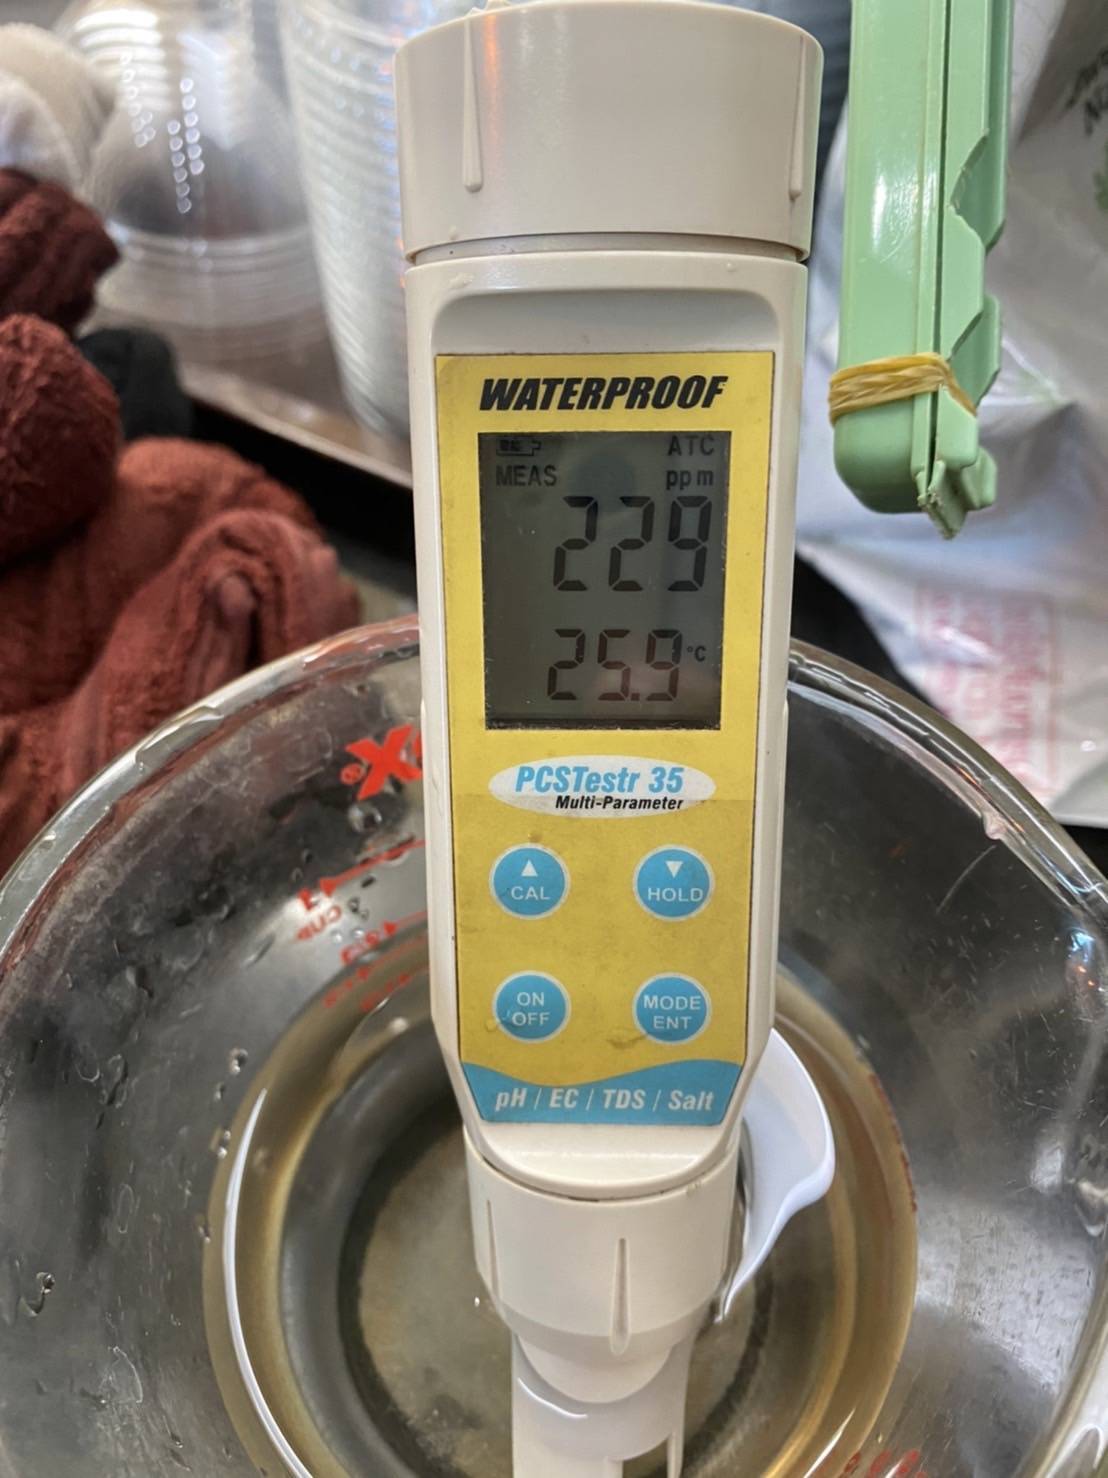 WATERPROOF
ATC
MEAS ppm
229
25.9 °C
PCSTestr 35
Multi-Parameter
▲ ▼
CAL HOLD
ON MODE
OFF ENT
pH / EC / TDS / Salt
CUP